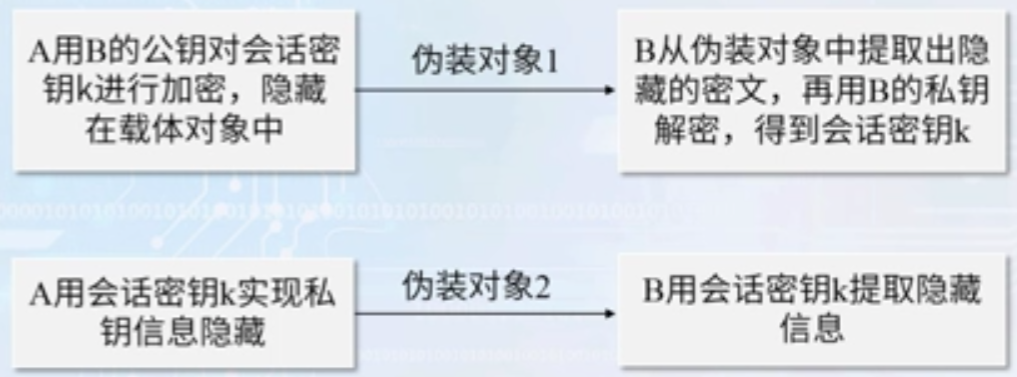 A用B的公钥对会话密
钥k进行加密，隐藏
在载体对象中
伪装对象1
B从伪装对象中提取出隐
藏的密文，再用B的私钥
解密，得到会话密钥k
A用会话密钥k实现私
钥信息隐藏
伪装对象2
B用会话密钥k提取隐藏
信息